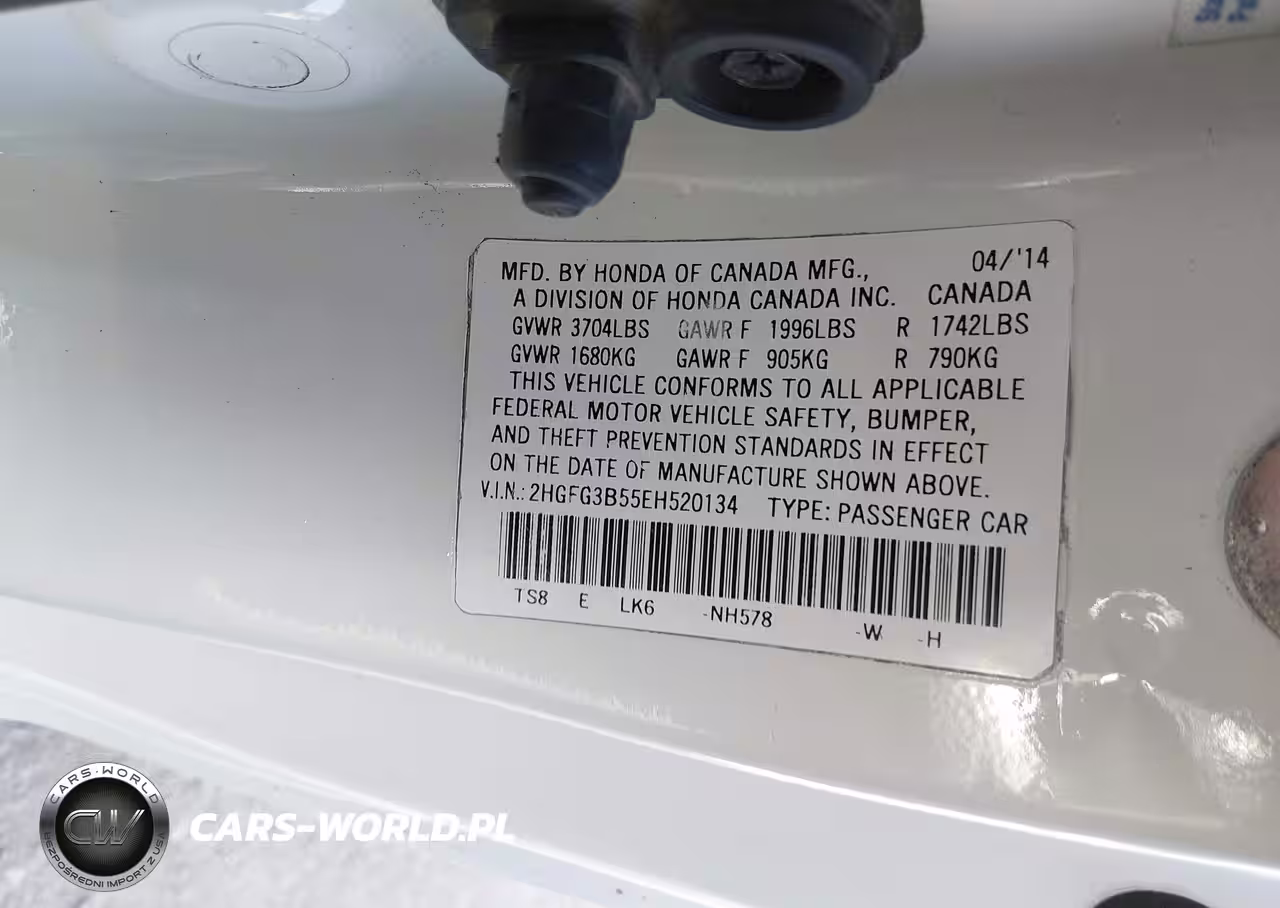 MFD. BY HONDA OF CANADA MFG., 04/'14
A DIVISION OF HONDA CANADA INC. CANADA
GVWR 3704LBS GAWR F 1996LBS R 1742LBS
GVWR 1680KG GAWR F 905KG R 790KG
THIS VEHICLE CONFORMS TO ALL APPLICABLE
FEDERAL MOTOR VEHICLE SAFETY, BUMPER,
AND THEFT PREVENTION STANDARDS IN EFFECT
ON THE DATE OF MANUFACTURE SHOWN ABOVE.
V.I.N.: 2HGFG3B55EH520134 TYPE: PASSENGER CAR
TS8 E LK6 -NH578 -W -H
CARS-WORLD
CW
BEZPOŚREDNI IMPORT Z USA
CARS-WORLD.PL